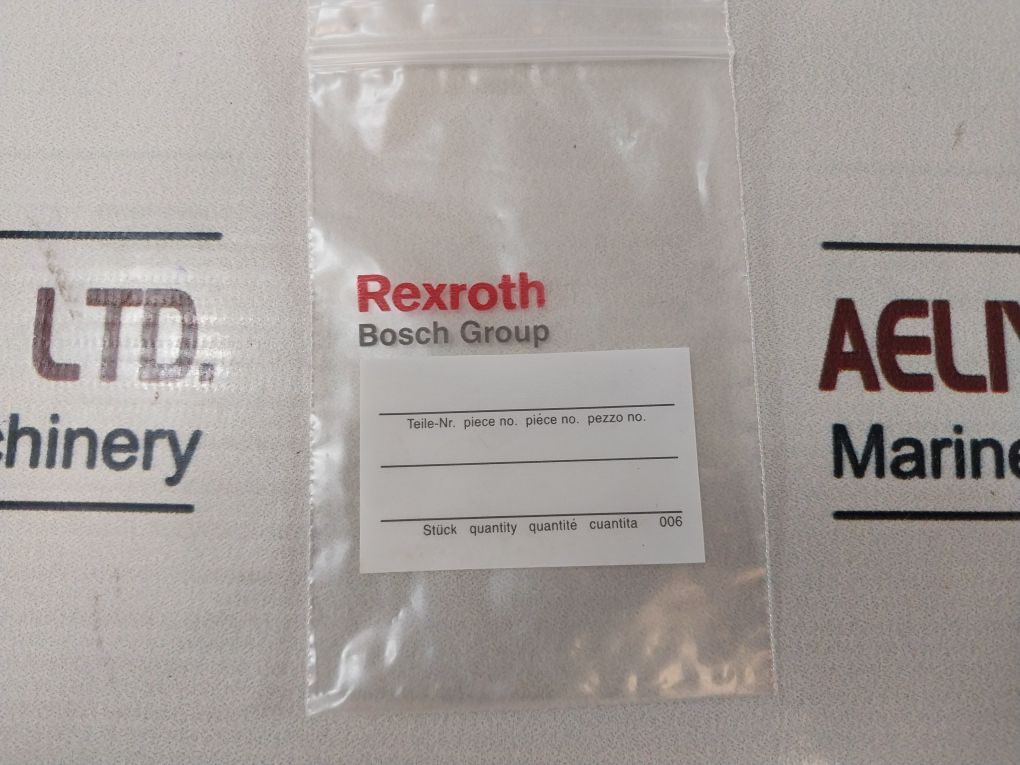 Rexroth
Bosch Group
Teile-Nr. piece no. piéce no. pezzo no.
Stück quantity quantité cuantita 006
LTD.
chinery
AELIY
Marine